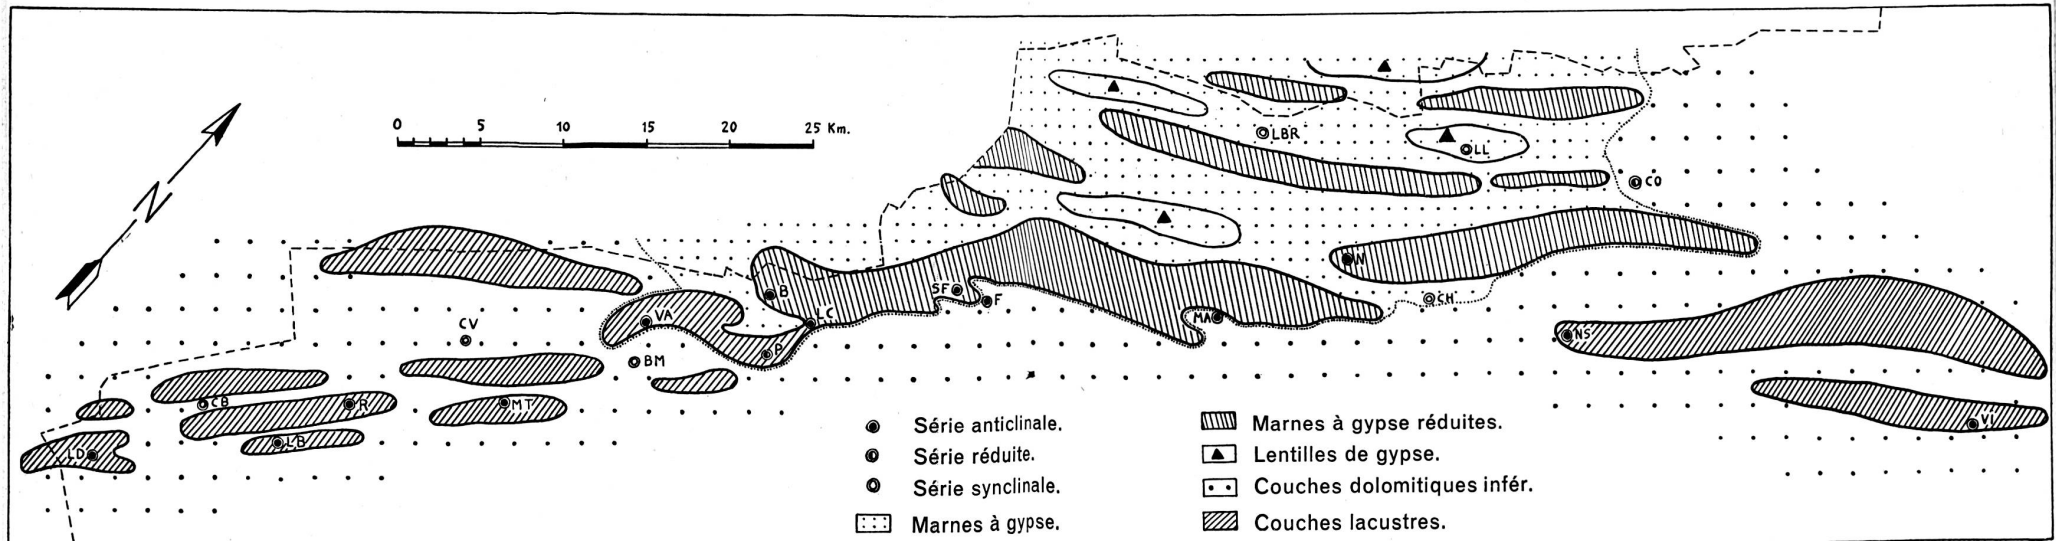 0 5 10 15 20 25 Km.
N
LBR
LL
CO
N
CH
B
SF
F
LC
MA
VA
P
CV
BM
NS
CB
R
MT
LB
LD
VI
Série anticlinale.
Série réduite.
Série synclinale.
Marnes à gypse.
Marnes à gypse réduites.
Lentilles de gypse.
Couches dolomitiques infér.
Couches lacustres.